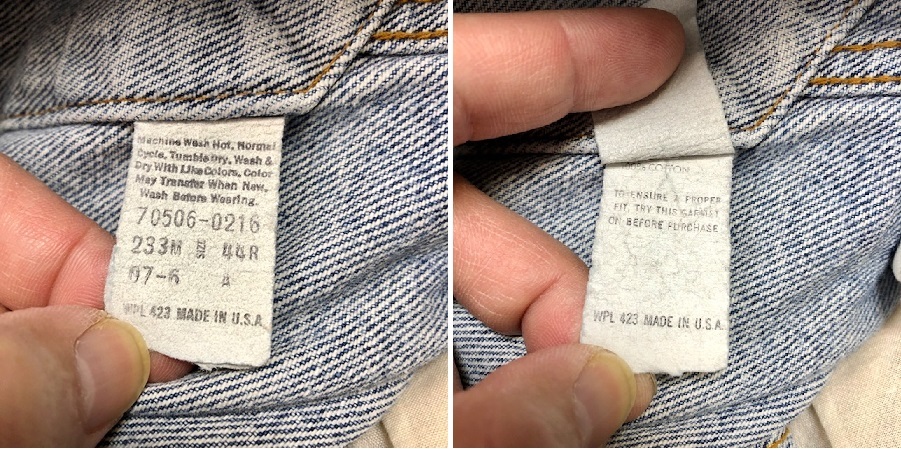 Machine Wash Hot, Normal
Cycle, Tumble Dry, Wash &
Dry With Like Colors, Color
May Transfer When New,
Wash Before Wearing.
70506-0216
233M SIZE 44R
07-6 A
WPL 423 MADE IN U.S.A.
COTTON
TO ENSURE A PROPER
FIT, TRY THIS GARMENT
ON BEFORE PURCHASE
WPL 423 MADE IN U.S.A.